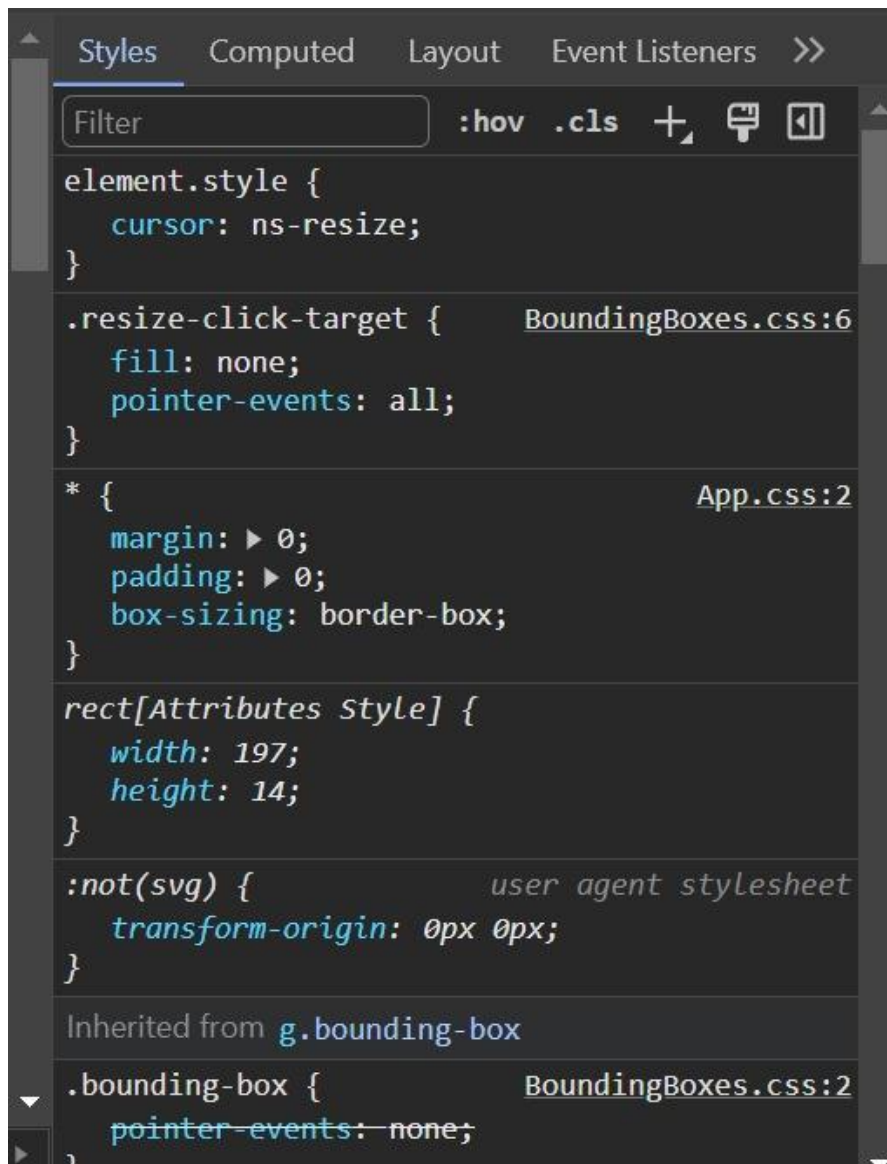 Styles Computed Layout Event Listeners
Filter :hov .cls
element.style {
cursor: ns-resize;
}
.resize-click-target { BoundingBoxes.css:6
fill: none;
pointer-events: all;
}
* { App.css:2
margin: ▶ 0;
padding: ▶ 0;
box-sizing: border-box;
}
rect[Attributes Style] {
width: 197;
height: 14;
}
:not(svg) { user agent stylesheet
transform-origin: 0px 0px;
}
Inherited from g.bounding-box
.bounding-box { BoundingBoxes.css:2
pointer-events: none;
}